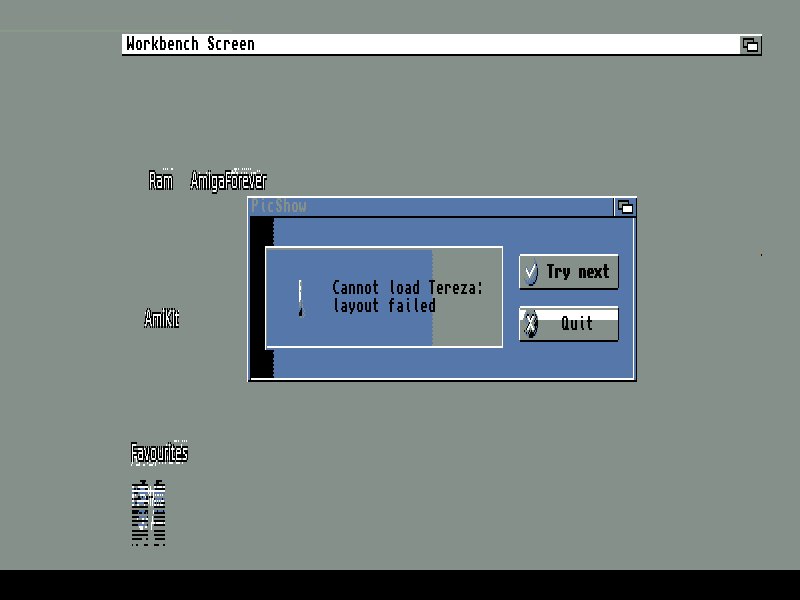 Workbench Screen
Ram AmigaForever
PicShow
Cannot load Tereza:
layout failed
Try next
Quit
AmiKit
Favourites